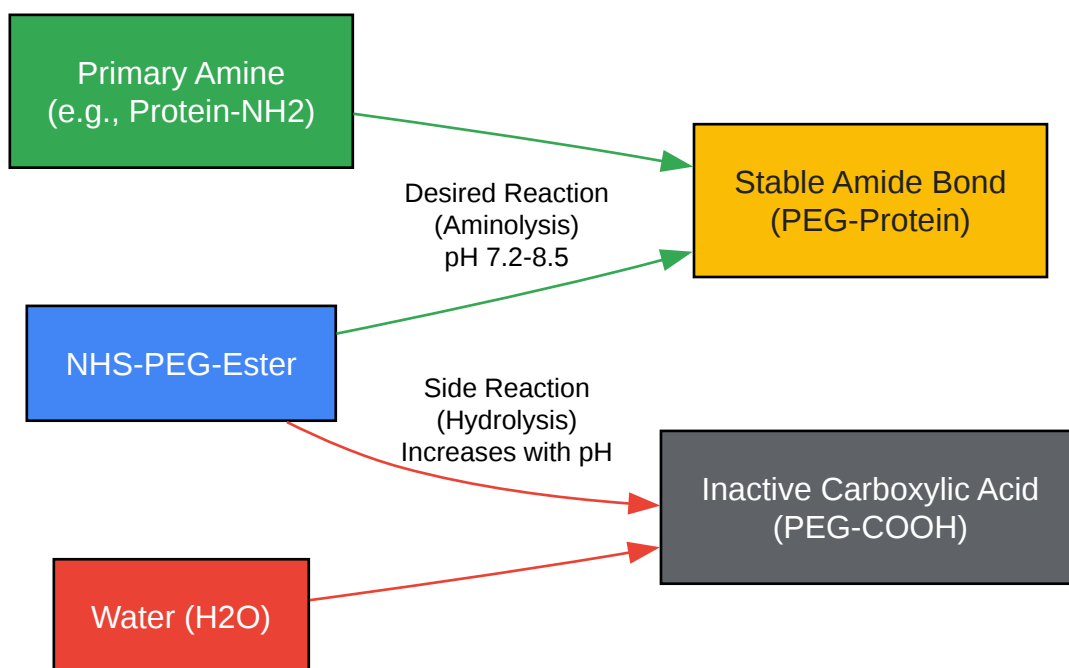 Primary Amine
(e.g., Protein-NH2)
Desired Reaction
(Aminolysis)
pH 7.2-8.5
Stable Amide Bond
(PEG-Protein)
NHS-PEG-Ester
Side Reaction
(Hydrolysis)
Increases with pH
Inactive Carboxylic Acid
(PEG-COOH)
Water (H2O)